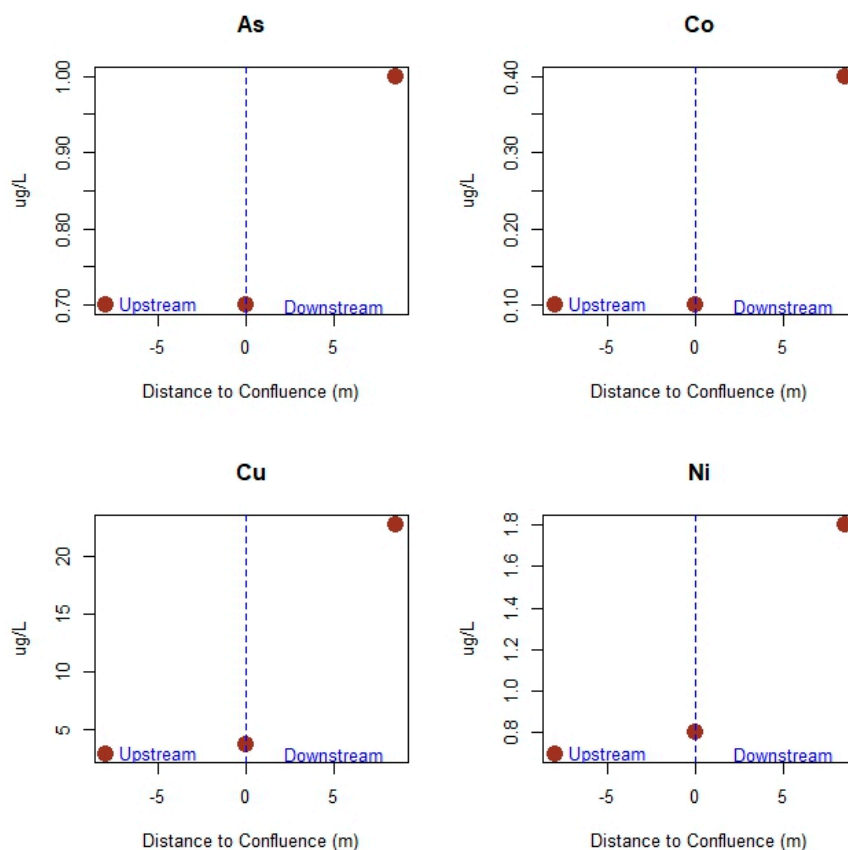 As
ug/L
1.00
0.90
0.80
0.70
Upstream
Downstream
-5 0 5
Distance to Confluence (m)
Co
0.40
0.30
0.20
0.10
Upstream
Downstream
-5 0 5
Distance to Confluence (m)
Cu
ug/L
20
15
10
5
Upstream
Downstream
-5 0 5
Distance to Confluence (m)
Ni
1.8
1.6
1.4
1.2
1.0
0.8
Upstream
Downstream
-5 0 5
Distance to Confluence (m)